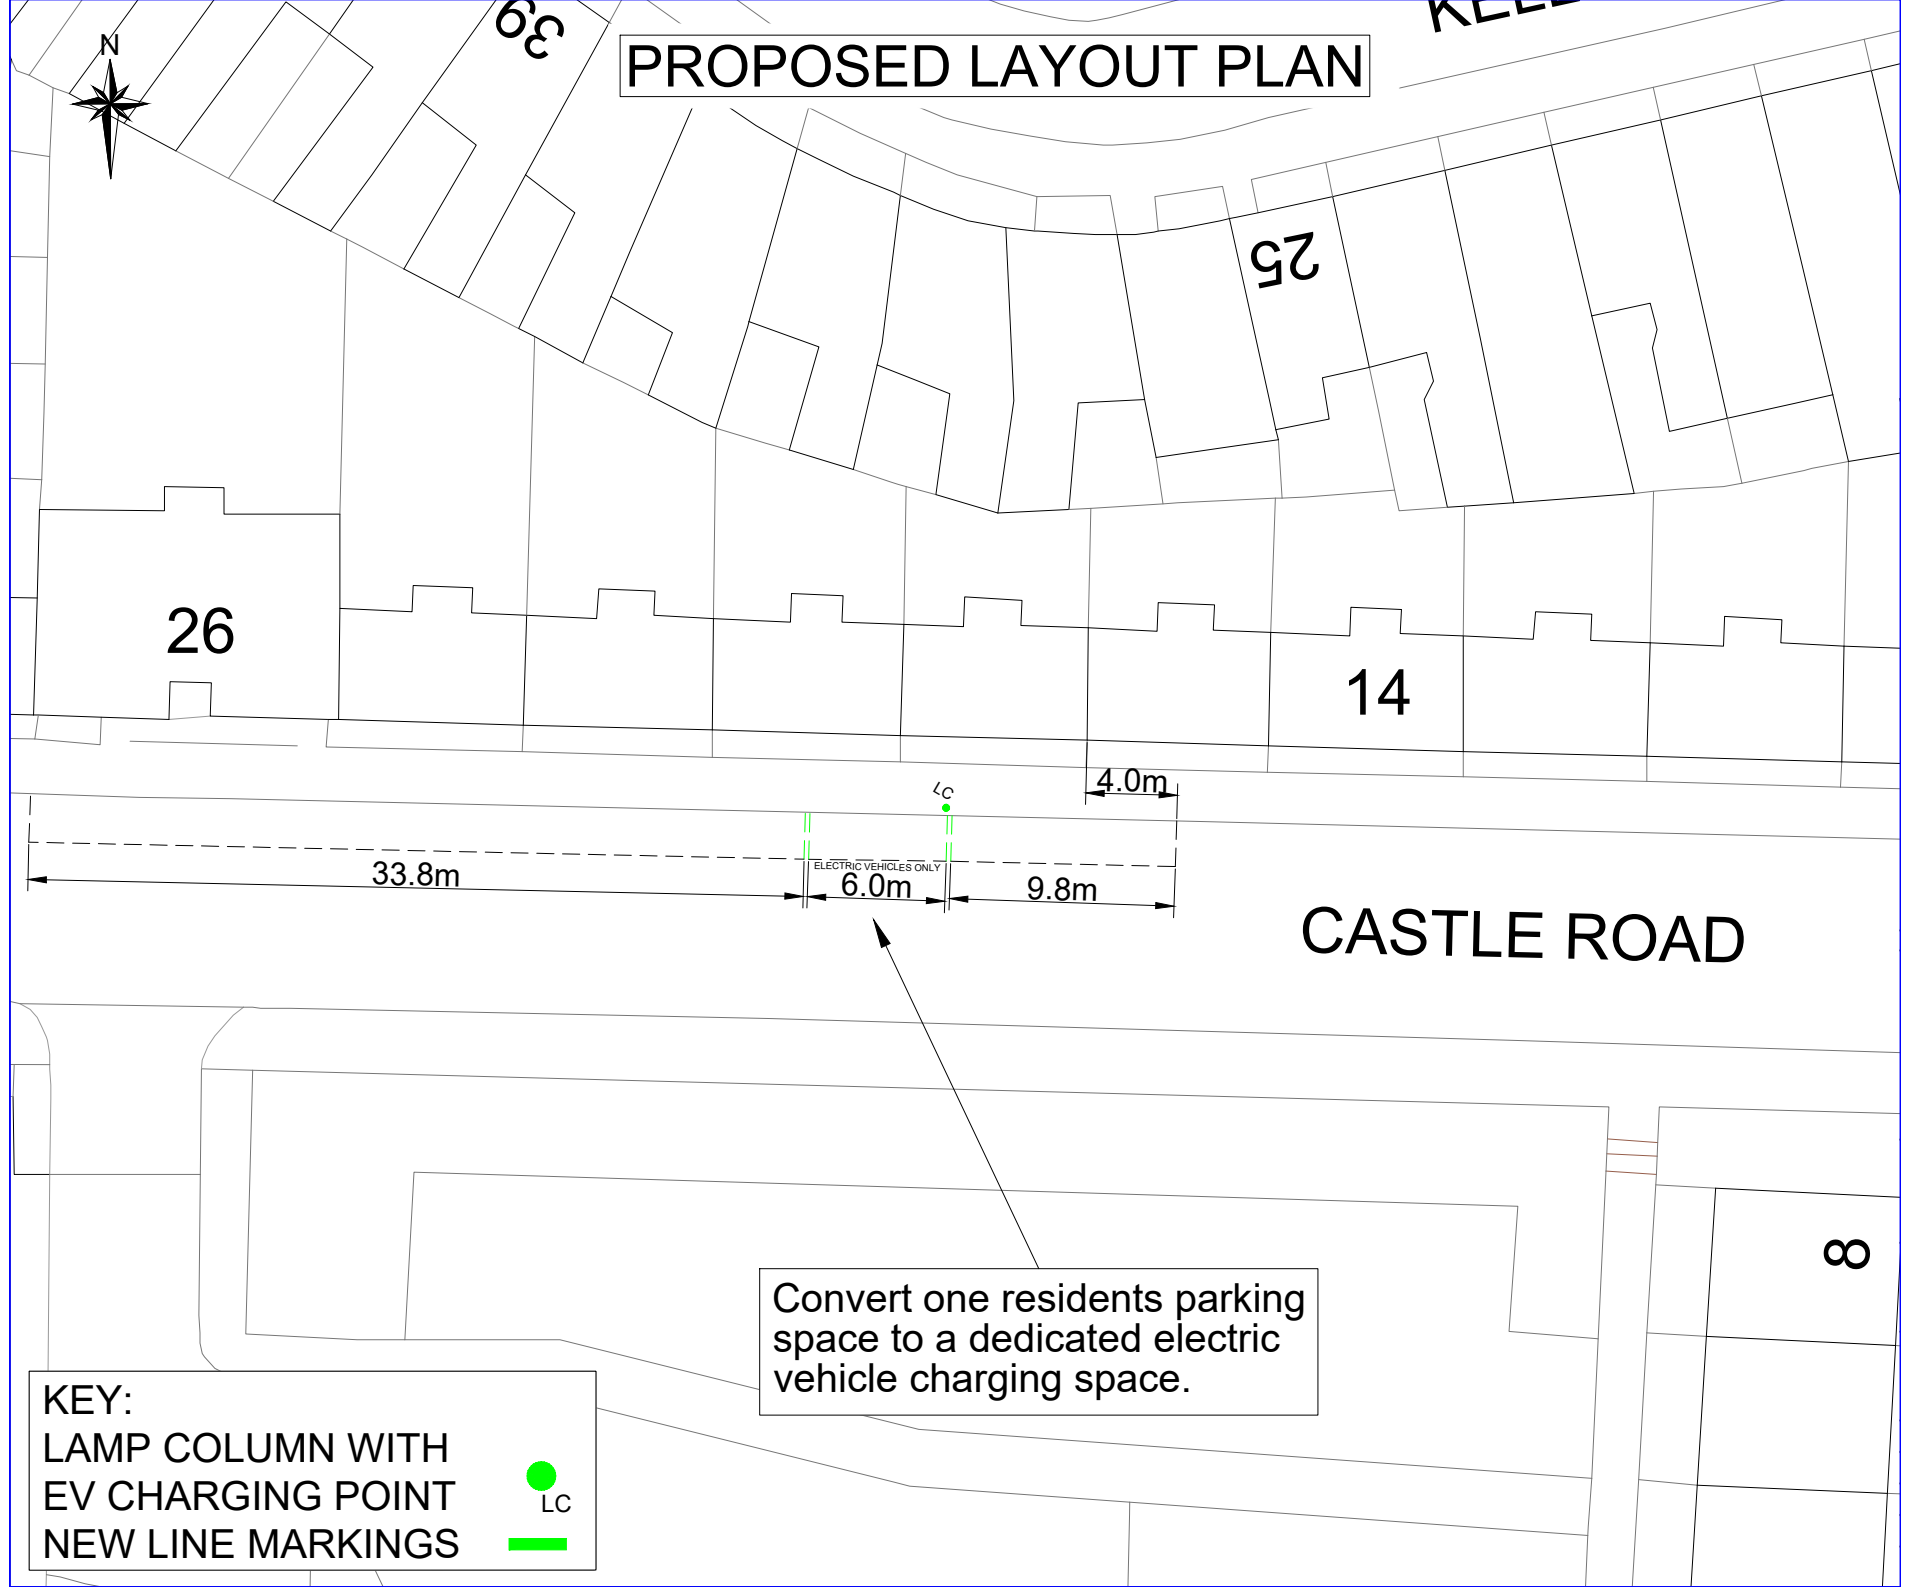 39
KELL
N
PROPOSED LAYOUT PLAN
25
26
14
4.0m
LC
ELECTRIC VEHICLES ONLY
33.8m
6.0m
9.8m
CASTLE ROAD
8
Convert one residents parking
space to a dedicated electric
vehicle charging space.
KEY:
LAMP COLUMN WITH
EV CHARGING POINT
LC
NEW LINE MARKINGS